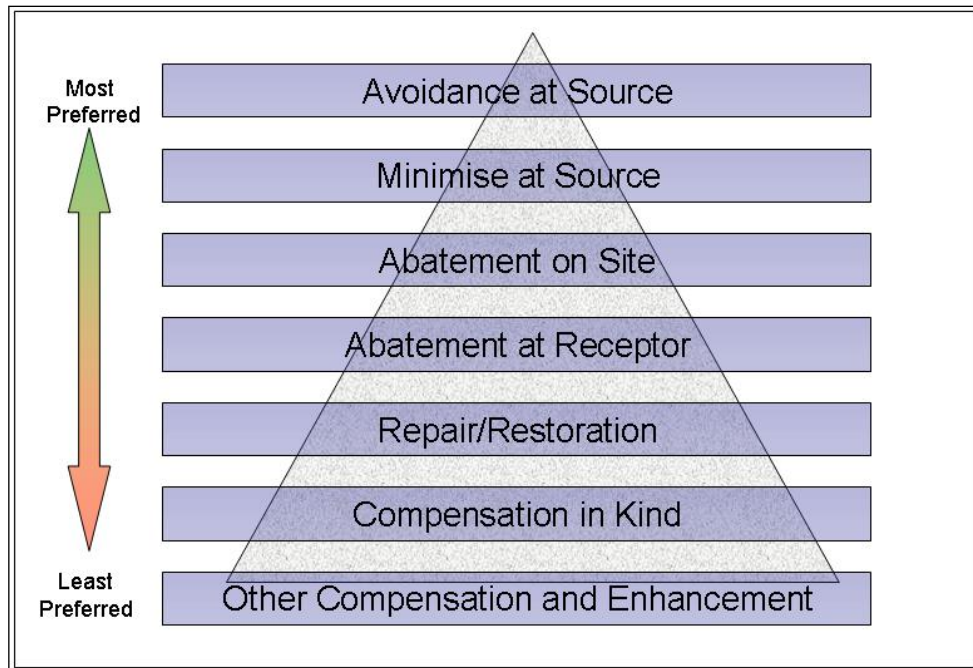 Most
Preferred
Avoidance at Source
Minimise at Source
Abatement on Site
Abatement at Receptor
Repair/Restoration
Compensation in Kind
Least
Preferred
Other Compensation and Enhancement